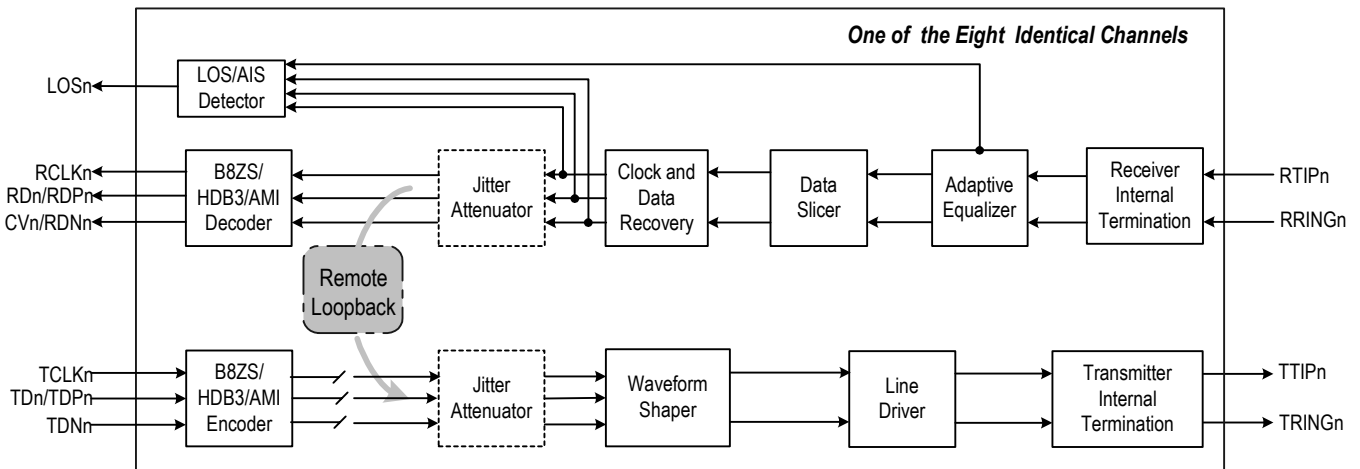 One of the Eight Identical Channels
LOSn
LOS/AIS
Detector
RCLKn
RDn/RDPn
CVn/RDNn
B8ZS/
HDB3/AMI
Decoder
Jitter
Attenuator
Clock and
Data
Recovery
Data
Slicer
Adaptive
Equalizer
Receiver
Internal
Termination
RTIPn
RRINGn
Remote
Loopback
TCLKn
TDn/TDPn
TDNn
B8ZS/
HDB3/AMI
Encoder
Jitter
Attenuator
Waveform
Shaper
Line
Driver
Transmitter
Internal
Termination
TTIPn
TRINGn